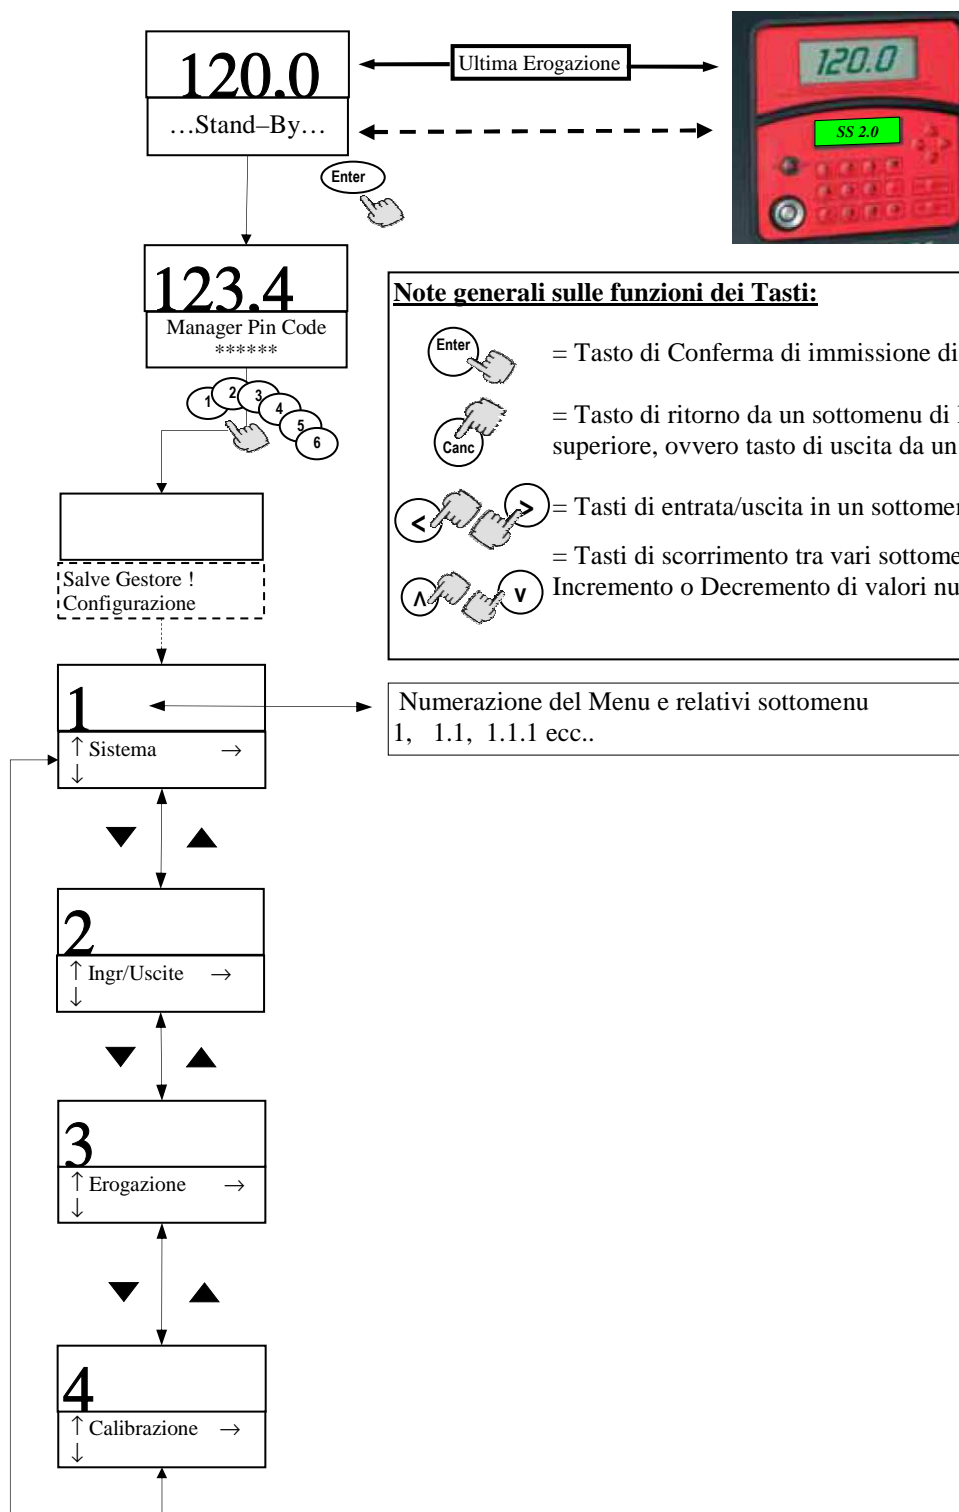 120.0
…Stand–By…
Ultima Erogazione
120.0
SS 2.0
Enter
123.4
Manager Pin Code
******
1 2 3 4 5 6
Note generali sulle funzioni dei Tasti:
Enter
= Tasto di Conferma di immissione di
Canc
= Tasto di ritorno da un sottomenu di
superiore, ovvero tasto di uscita da un
< >
= Tasti di entrata/uscita in un
= Tasti di scorrimento tra vari
Λ V
Incremento o Decremento di valori
Salve Gestore !
Configurazione
1
↑ Sistema →
↓
Numerazione del Menu e relativi sottomenu
1, 1.1, 1.1.1 ecc..
▼ ▲
2
↑ Ingr/Uscite →
↓
▼ ▲
3
↑ Erogazione →
↓
▼ ▲
4
↑ Calibrazione →
↓